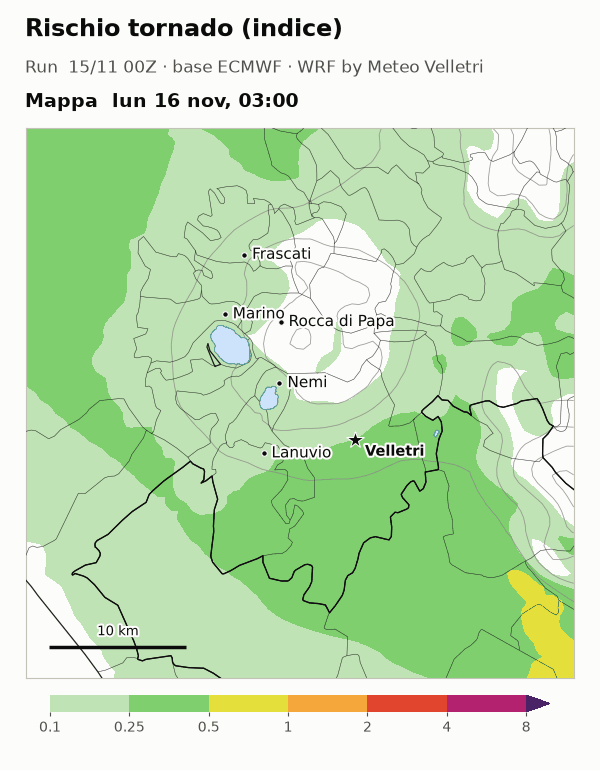 Rischio tornado (indice)
Run  15/11 00Z · base ECMWF · WRF by Meteo Velletri
Mappa  lun 16 nov, 03:00
Frascati
Marino
Rocca di Papa
Nemi
Velletri
Lanuvio
10 km
0.1 0.25 0.5 1 2 4 8